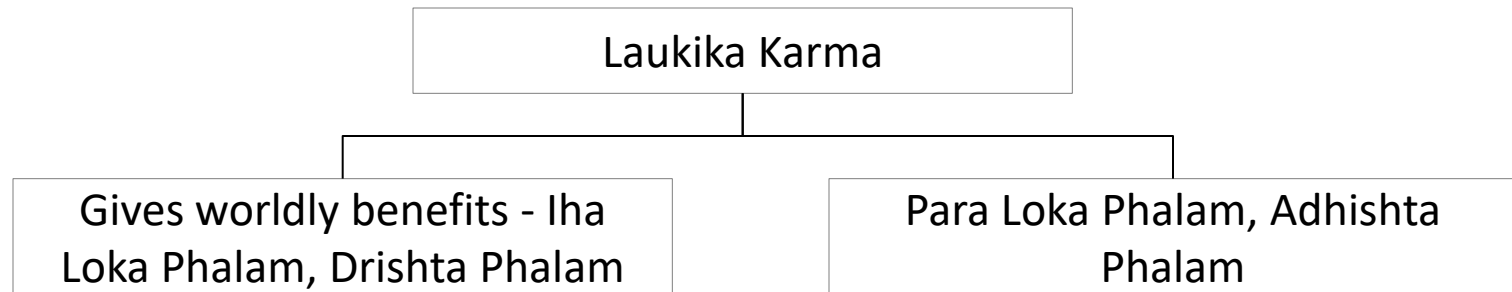 Laukika Karma
Gives worldly benefits - Iha
Loka Phalam, Drishta Phalam
Para Loka Phalam, Adhishta
Phalam